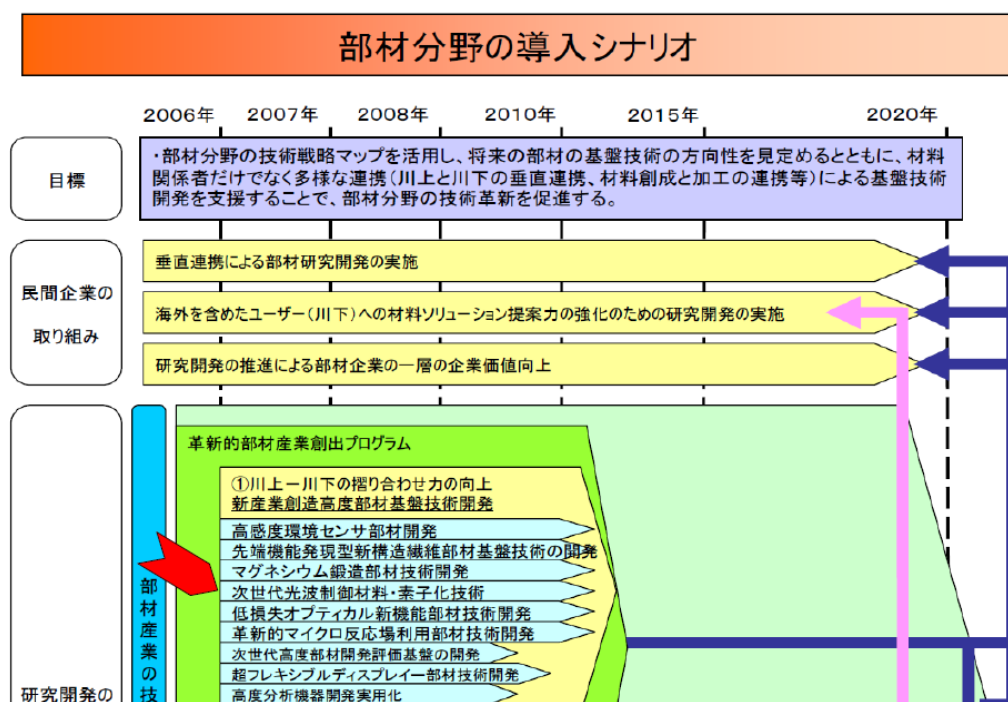 部材分野の導入シナリオ
2006年 2007年 2008年 2010年 2015年 2020年
目標
・部材分野の技術戦略マップを活用し、将来の部材の基盤技術の方向性を見定めるとともに、材料
関係者だけでなく多様な連携(川上と川下の垂直連携、材料創成と加工の連携等)による基盤技術
開発を支援することで、部材分野の技術革新を促進する。
民間企業の
取り組み
垂直連携による部材研究開発の実施
海外を含めたユーザー(川下)への材料ソリューション提案力の強化のための研究開発の実施
研究開発の推進による部材企業の一層の企業価値向上
研究開発の
部材産業の技
革新的部材産業創出プログラム
①川上ー川下の摺り合わせ力の向上
新産業創造高度部材基盤技術開発
高感度環境センサ部材開発
先端機能発現型新構造繊維部材基盤技術の開発
マグネシウム鍛造部材技術開発
次世代光波制御材料・素子化技術
低損失オプティカル新機能部材技術開発
革新的マイクロ反応場利用部材技術開発
次世代高度部材開発評価基盤の開発
超フレキシブルディスプレイー部材技術開発
高度分析機器開発実用化